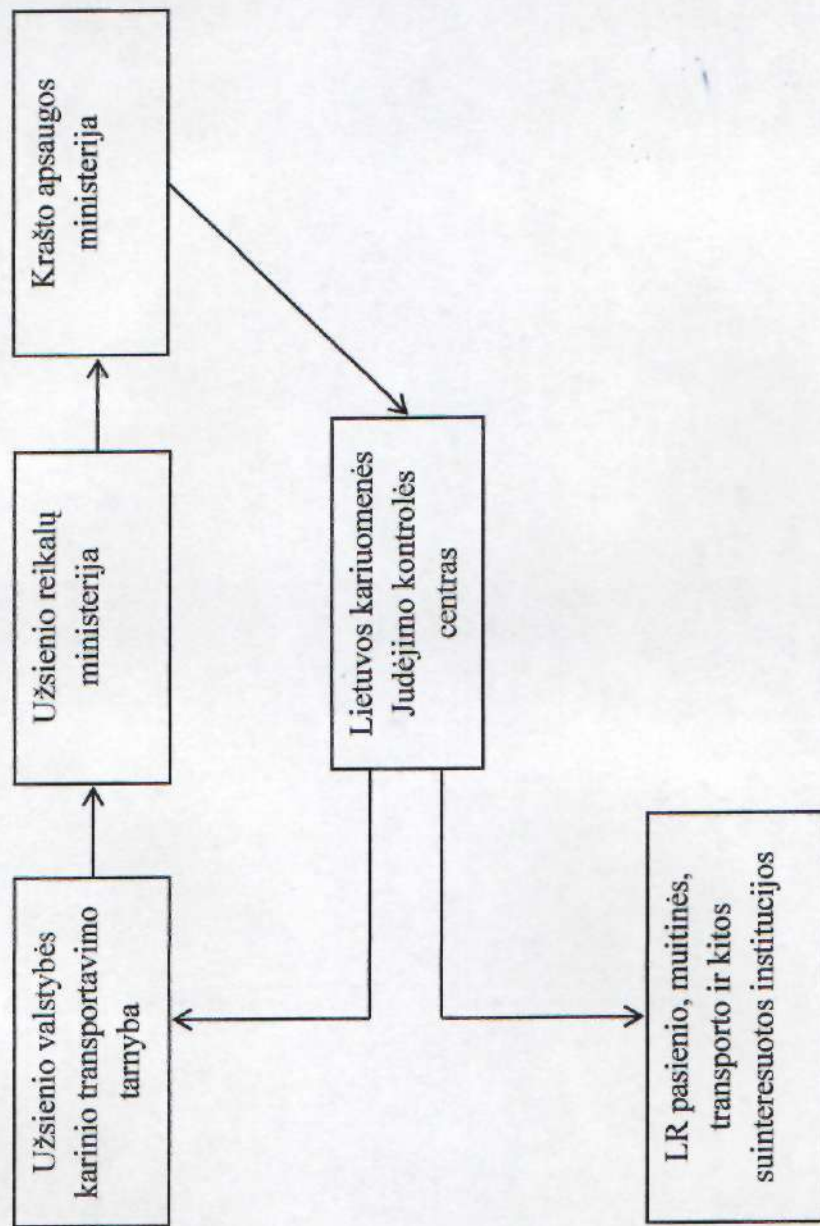 Užsienio valstybės
karinio transportavimo
tarnyba
Užsienio reikalų
ministerija
Krašto apsaugos
ministerija
Lietuvos kariuomenės
Judėjimo kontrolės
centras
LR pasienio, muitinės,
transporto ir kitos
suinteresuotos institucijos